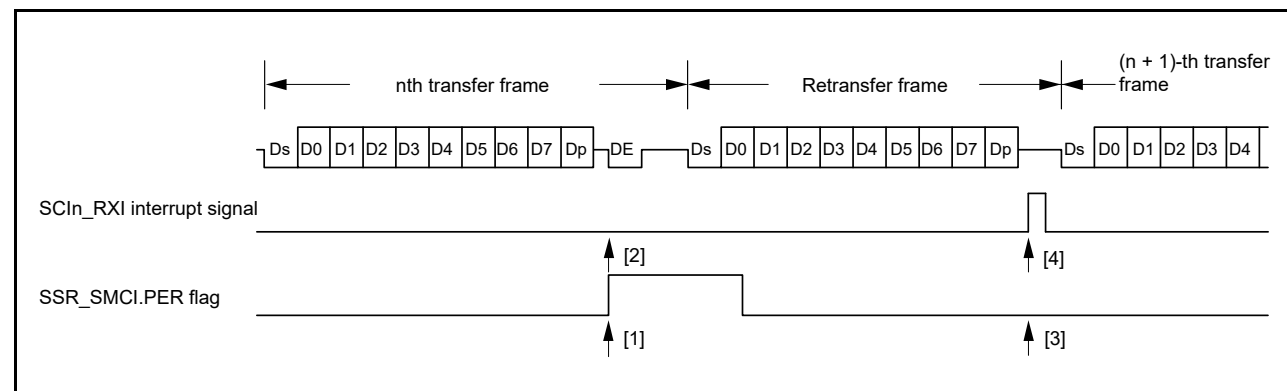 nth transfer frame
Retransfer frame
(n + 1)-th transfer
frame
Ds D0 D1 D2 D3 D4 D5 D6 D7 Dp DE Ds D0 D1 D2 D3 D4 D5 D6 D7 Dp Ds D0 D1 D2 D3 D4
SCIn_RXI interrupt signal
[2] [4]
SSR_SMCI.PER flag
[1] [3]